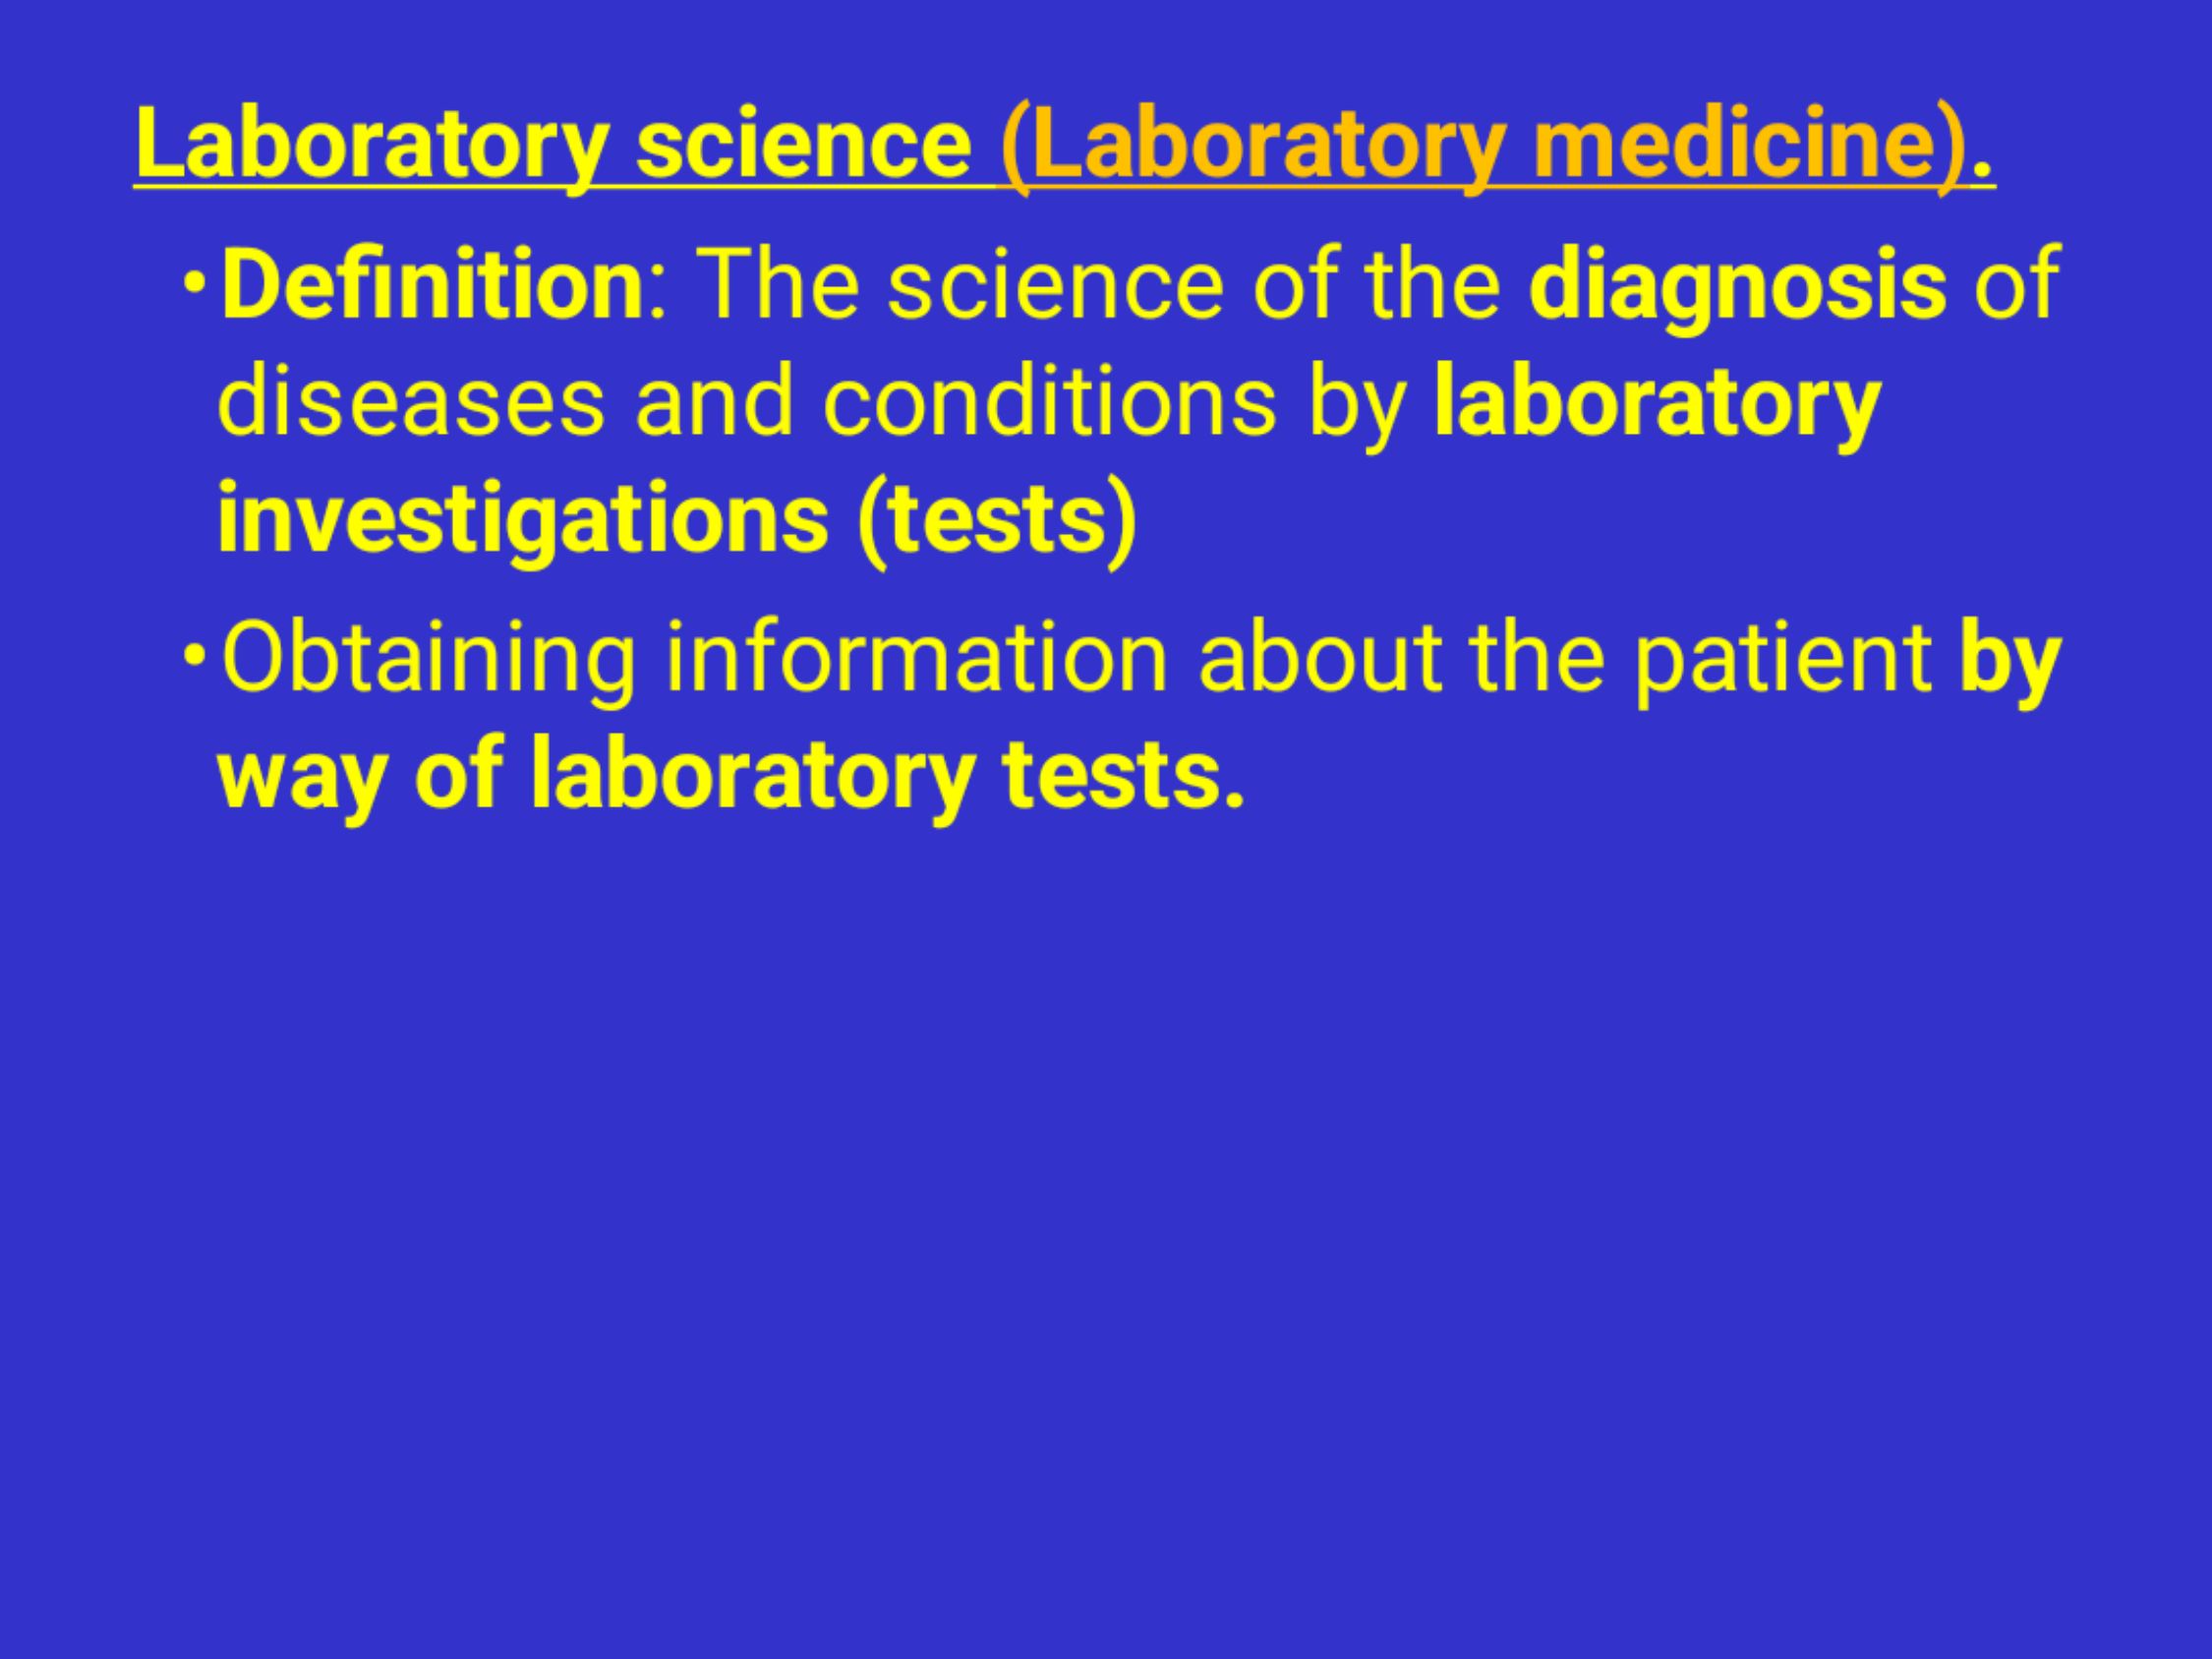 Laboratory science (Laboratory medicine).
•Definition: The science of the diagnosis of
diseases and conditions by laboratory
investigations (tests)
•Obtaining information about the patient by
way of laboratory tests.